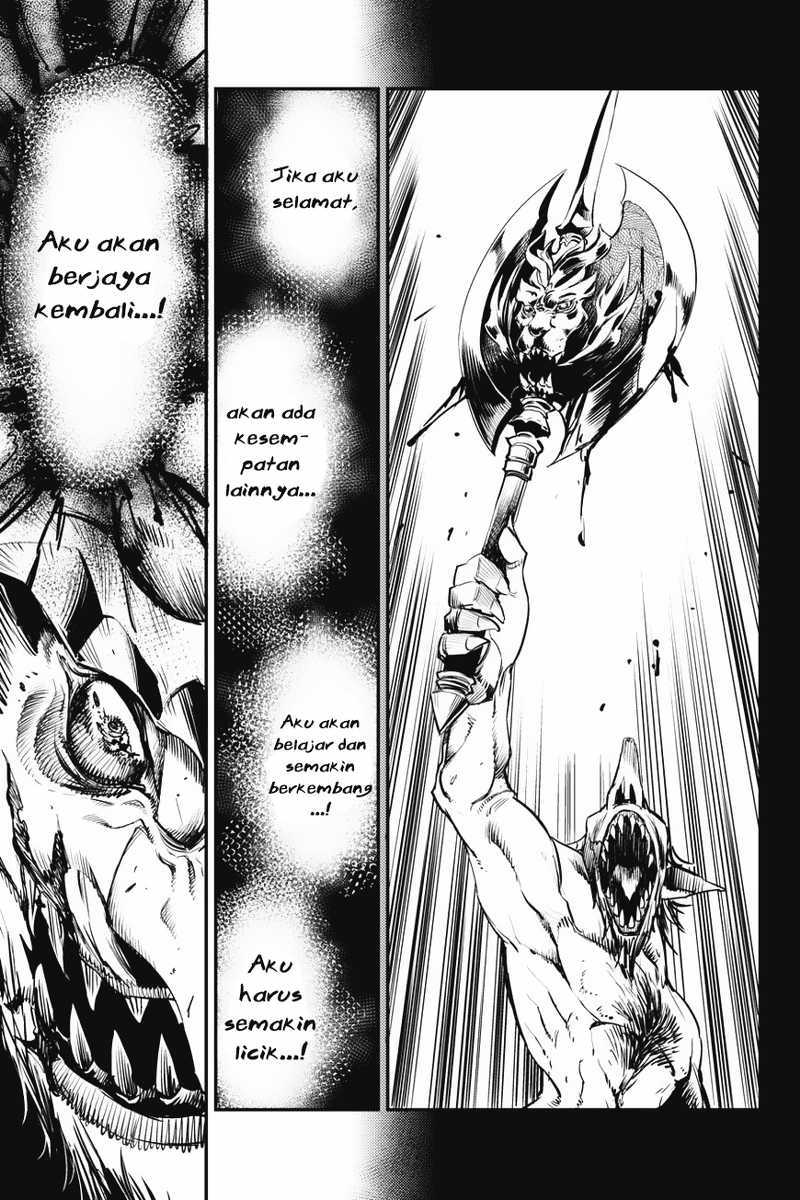 Jika aku
selamat,
akan ada
kesem-
patan
lainnya...
Aku akan
belajar dan
semakin
berkembang
...!
Aku
harus
semakin
licik...!
Aku akan
berjaya
kembali...!